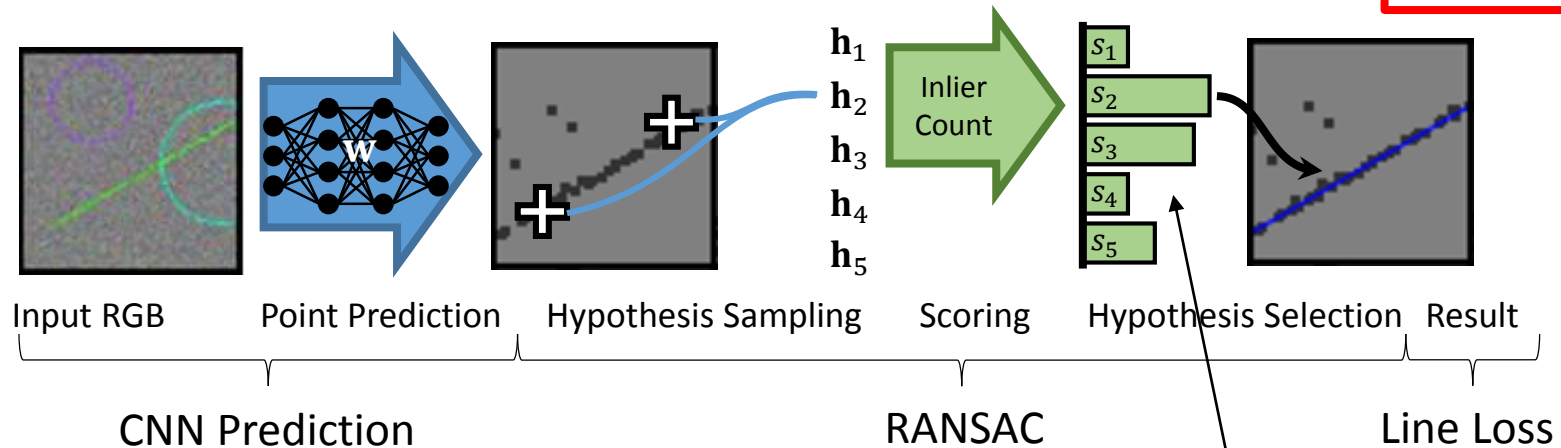 h₁
h₂
h₃
h₄
h₅
w
Inlier
Count
s₁
s₂
s₃
s₄
s₅
Input RGB Point Prediction Hypothesis Sampling Scoring Hypothesis Selection Result
CNN Prediction RANSAC Line Loss